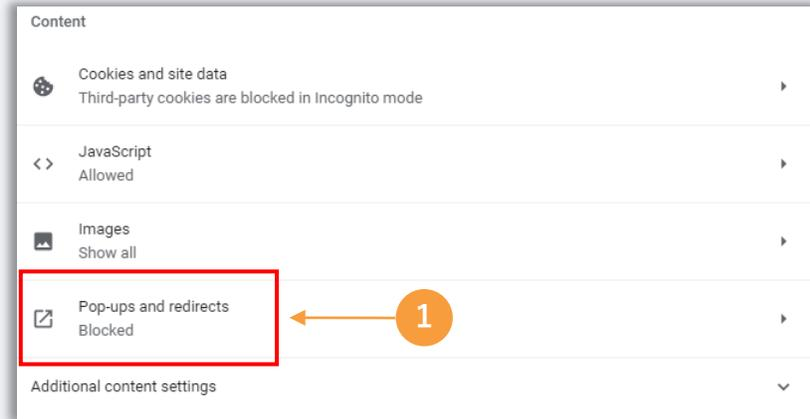 Content
Cookies and site data
Third-party cookies are blocked in Incognito mode
JavaScript
Allowed
Images
Show all
Pop-ups and redirects
Blocked
1
Additional content settings